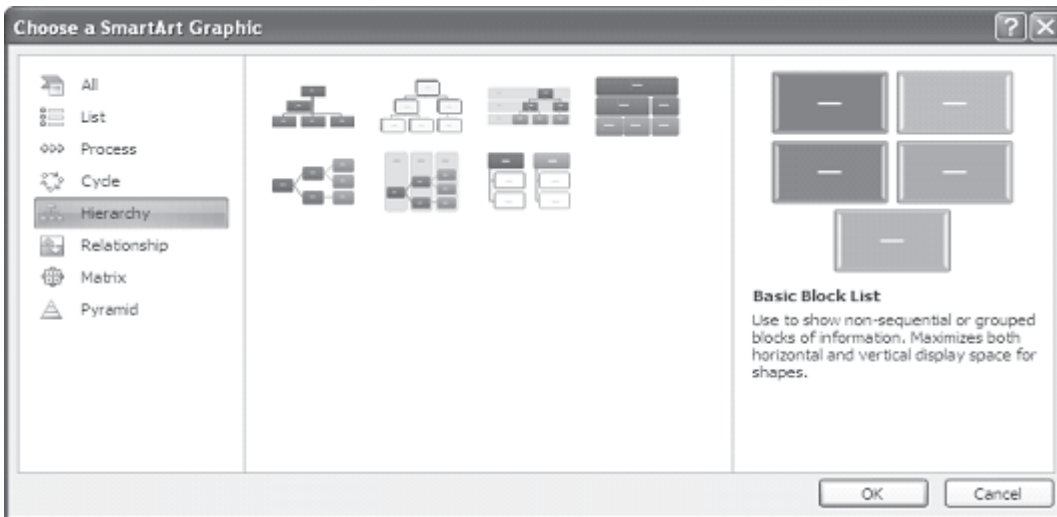 Choose a SmartArt Graphic
All
List
Process
Cycle
Hierarchy
Relationship
Matrix
Pyramid
Basic Block List
Use to show non-sequential or grouped
blocks of information. Maximizes both
horizontal and vertical display space for
shapes.
OK
Cancel